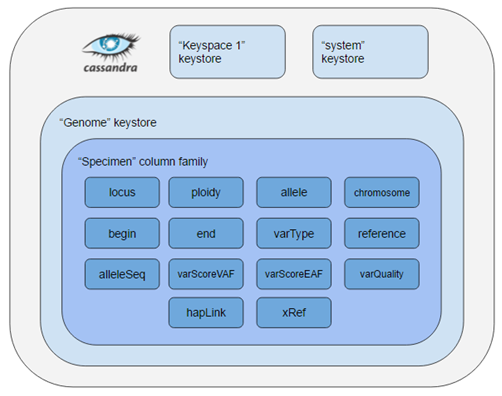 cassandra
“Keyspace 1”
keystore
“system”
keystore
“Genome” keystore
“Specimen” column family
locus
ploidy
allele
chromosome
begin
end
varType
reference
alleleSeq
varScoreVAF
varScoreEAF
varQuality
hapLink
xRef